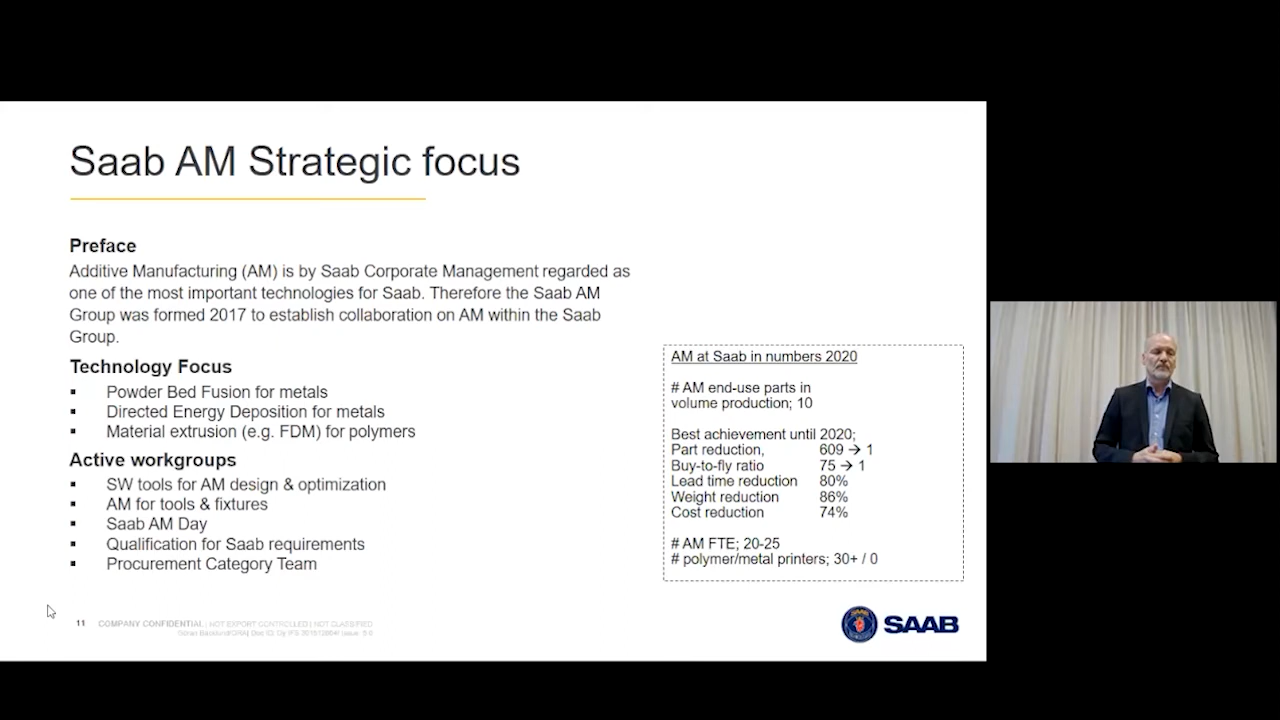 Saab AM Strategic focus
Preface
Additive Manufacturing (AM) is by Saab Corporate Management regarded as
one of the most important technologies for Saab. Therefore the Saab AM
Group was formed 2017 to establish collaboration on AM within the Saab
Group.
Technology Focus
▪ Powder Bed Fusion for metals
▪ Directed Energy Deposition for metals
▪ Material extrusion (e.g. FDM) for polymers
Active workgroups
▪ SW tools for AM design & optimization
▪ AM for tools & fixtures
▪ Saab AM Day
▪ Qualification for Saab requirements
▪ Procurement Category Team
AM at Saab in numbers 2020
# AM end-use parts in
volume production; 10
Best achievement until 2020;
Part reduction, 609 → 1
Buy-to-fly ratio 75 → 1
Lead time reduction 80%
Weight reduction 86%
Cost reduction 74%
# AM FTE; 20-25
# polymer/metal printers; 30+ / 0
11 COMPANY CONFIDENTIAL | NOT EXPORT CONTROLLED | NOT CLASSIFIED
SAAB